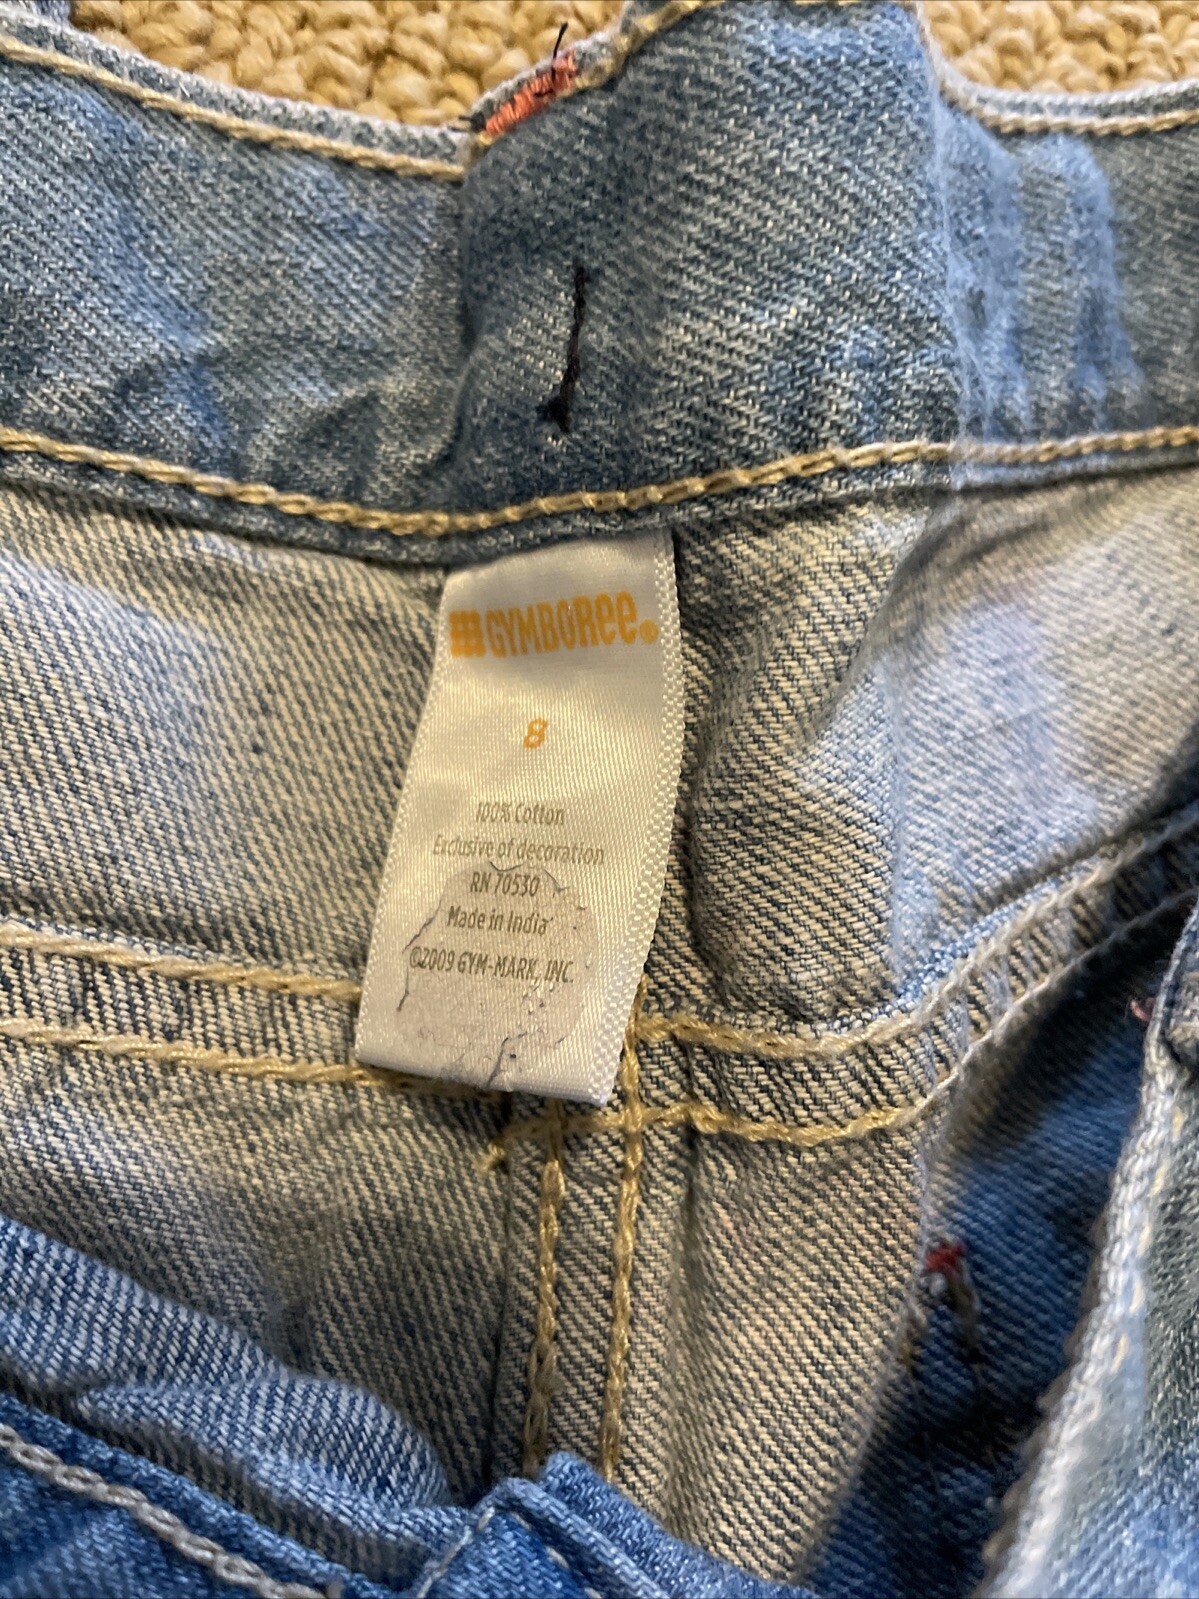 GYMBOREE®
8
100% Cotton
Exclusive of decoration
RN 70530
Made in India
©2009 GYM-MARK, INC.